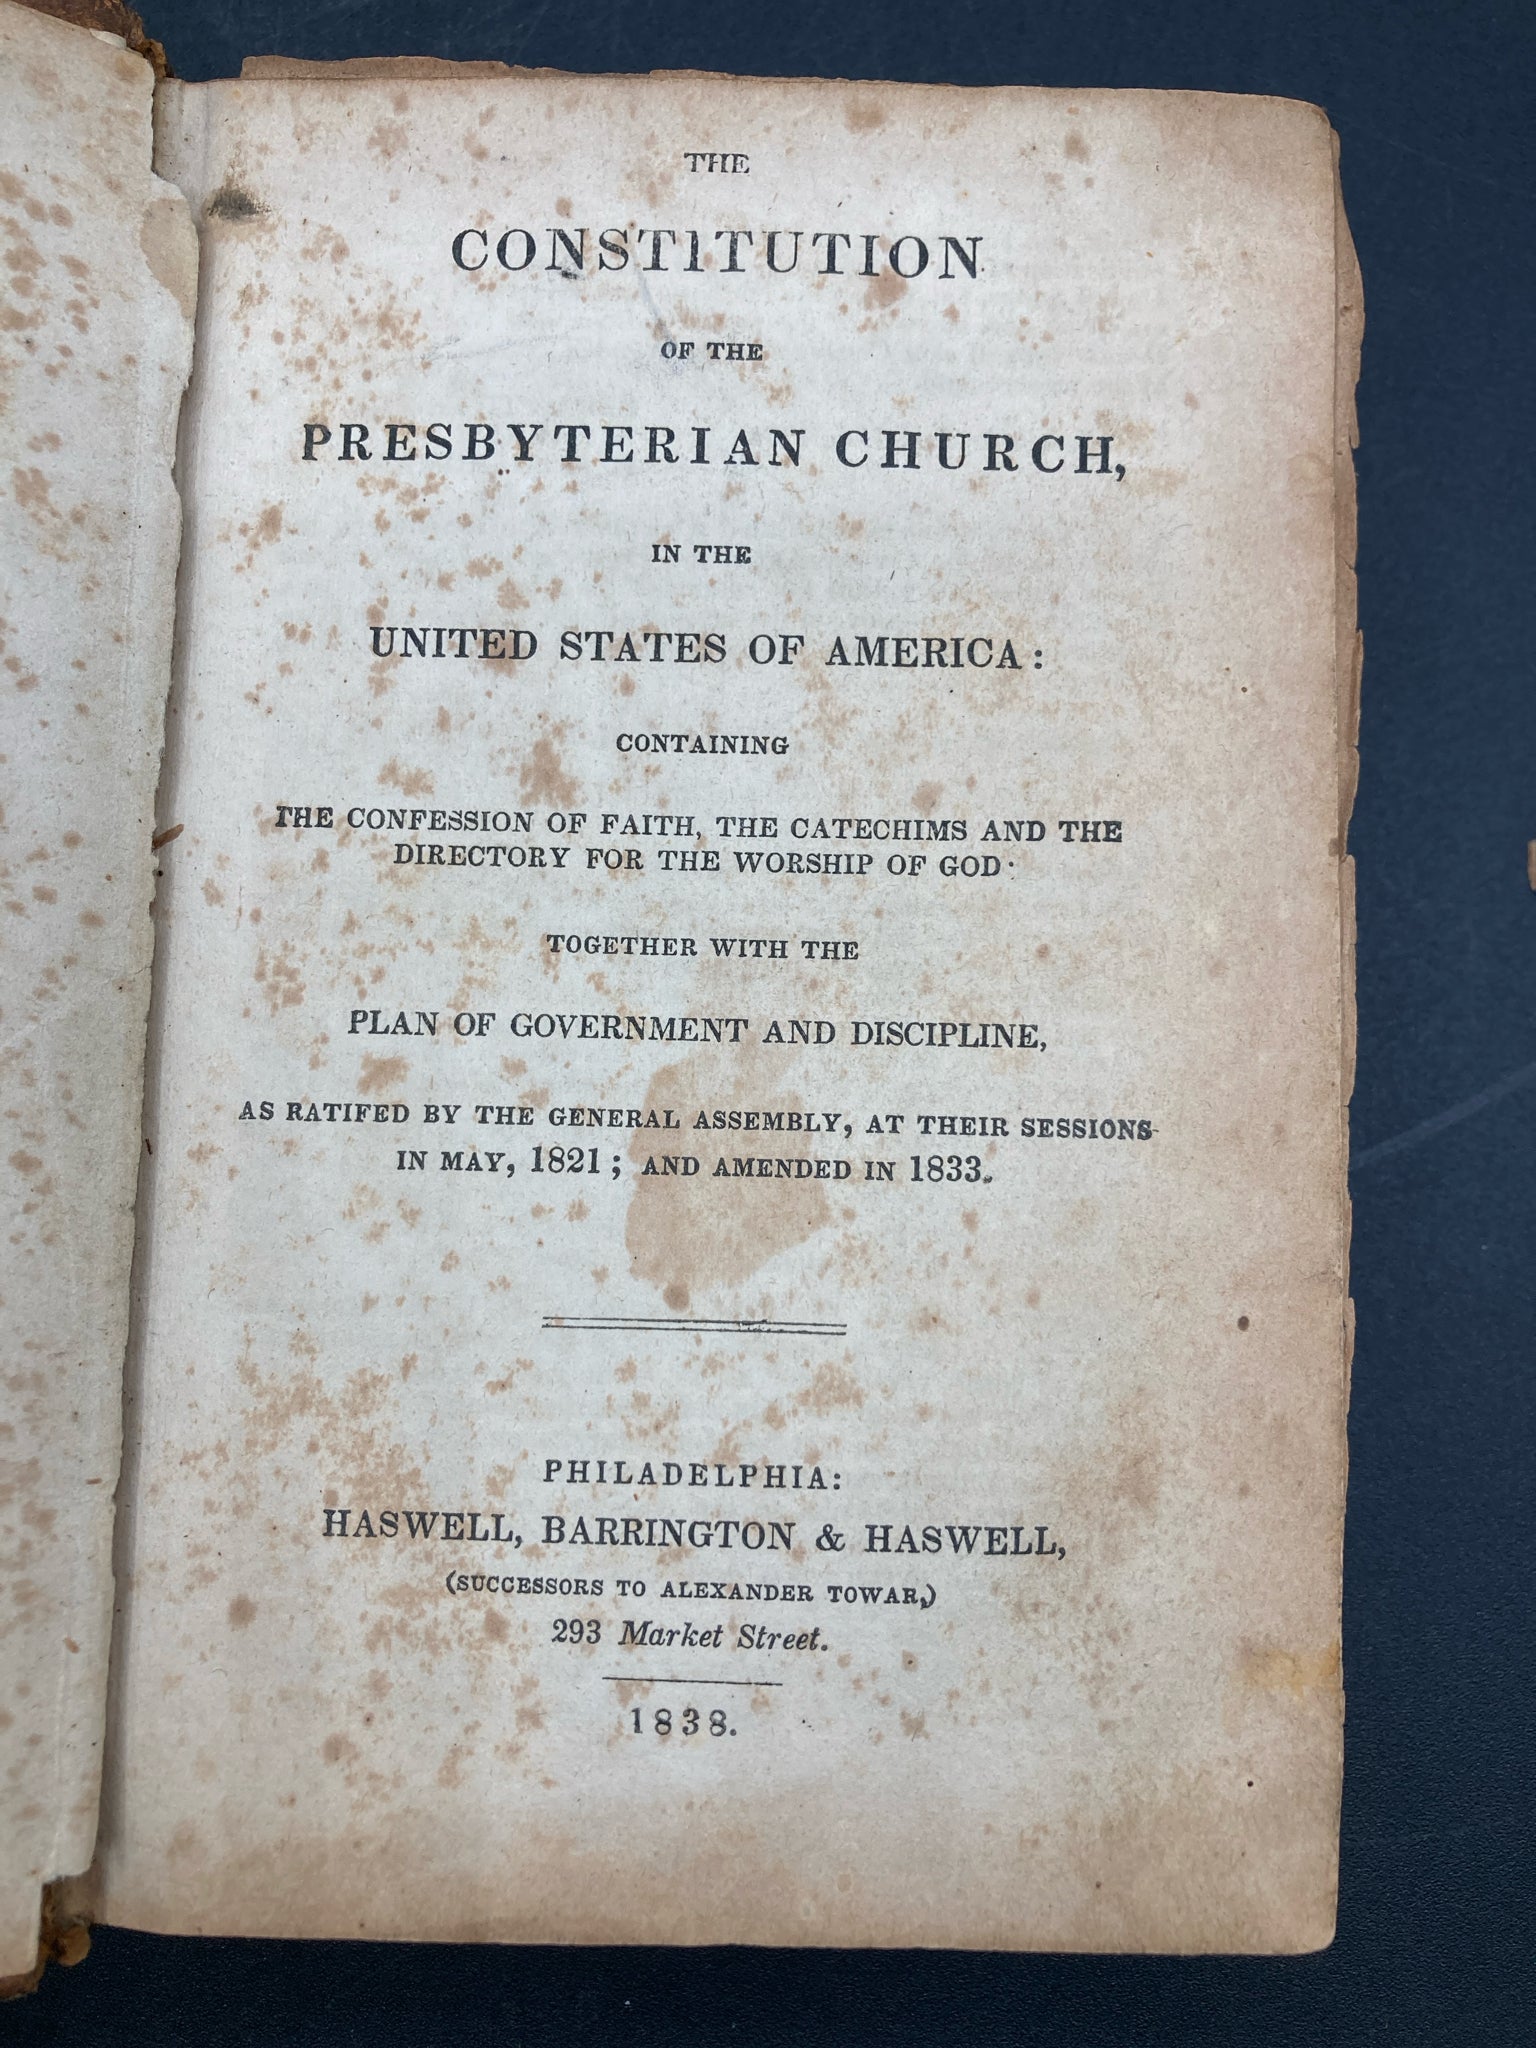 THE
CONSTITUTION
OF THE
PRESBYTERIAN CHURCH,
IN THE
UNITED STATES OF AMERICA:
CONTAINING
THE CONFESSION OF FAITH, THE CATECHIMS AND THE
DIRECTORY FOR THE WORSHIP OF GOD·
TOGETHER WITH THE
PLAN OF GOVERNMENT AND DISCIPLINE,
AS RATIFED BY THE GENERAL ASSEMBLY, AT THEIR SESSIONS
IN MAY, 1821; AND AMENDED IN 1833.
PHILADELPHIA:
HASWELL, BARRINGTON & HASWELL,
(SUCCESSORS TO ALEXANDER TOWAR,)
293 Market Street.
1838.